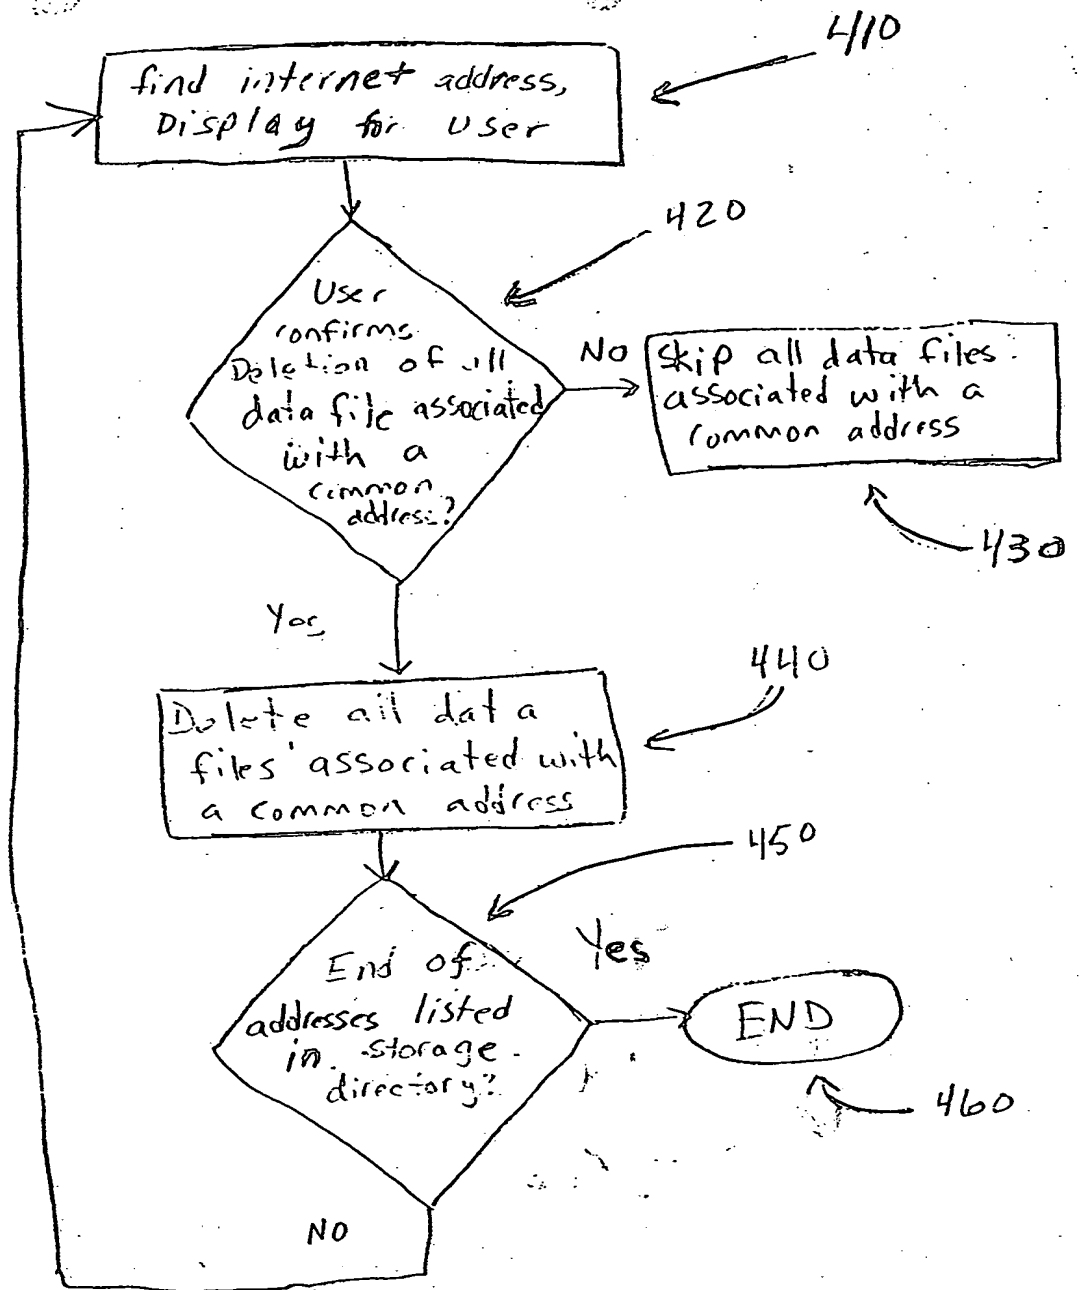 410
find internet address,
Display for User
420
User
confirms
Deletion of all
data file associated
with a
common
address?
NO
Skip all data files
associated with a
common address
430
Yes
440
Delete all data
files associated with
a common address
450
End of
addresses listed
in storage
directory?
Yes
END
460
NO